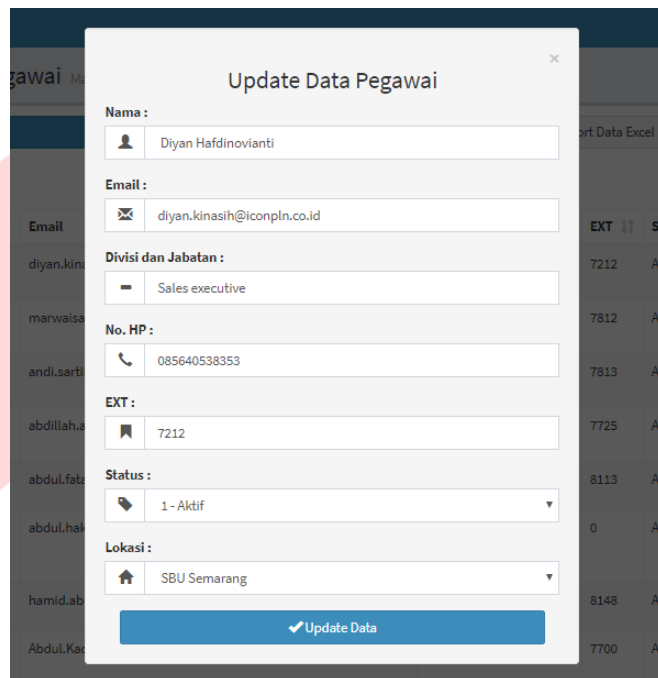 ×
Update Data Pegawai
Nama :
Diyan Hafdinovianti
Email :
diyan.kinasih@iconpln.co.id
Divisi dan Jabatan :
Sales executive
No. HP :
085640538353
EXT :
7212
Status :
1 - Aktif
Lokasi :
SBU Semarang
Update Data
gawai Ma
ort Data Excel
Email EXT S
diyan.kina 7212 A
marwaisa 7812 A
andi.sarti 7813 A
abdillah.a 7725 A
abdul.fata 8113 A
abdul.hak 0 A
hamid.ab 8148 A
Abdul.Kad 7700 A